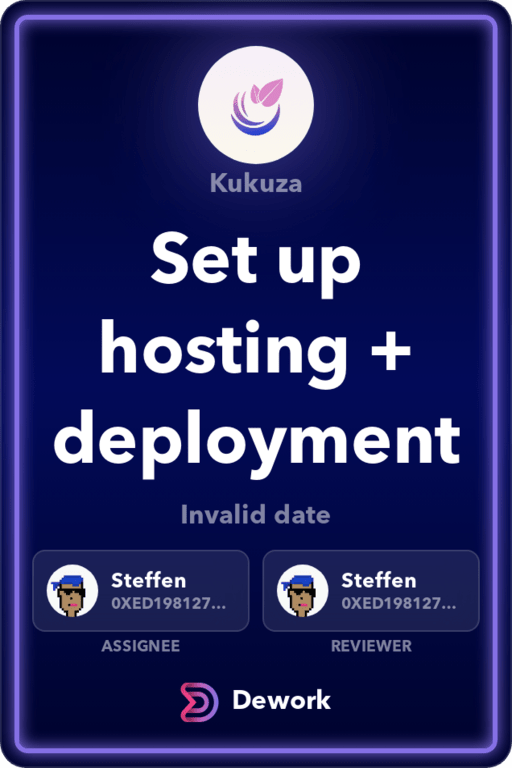 Kukuza
Set up
hosting +
deployment
Invalid date
Steffen
0XED198127...
ASSIGNEE
Steffen
0XED198127...
REVIEWER
Dework